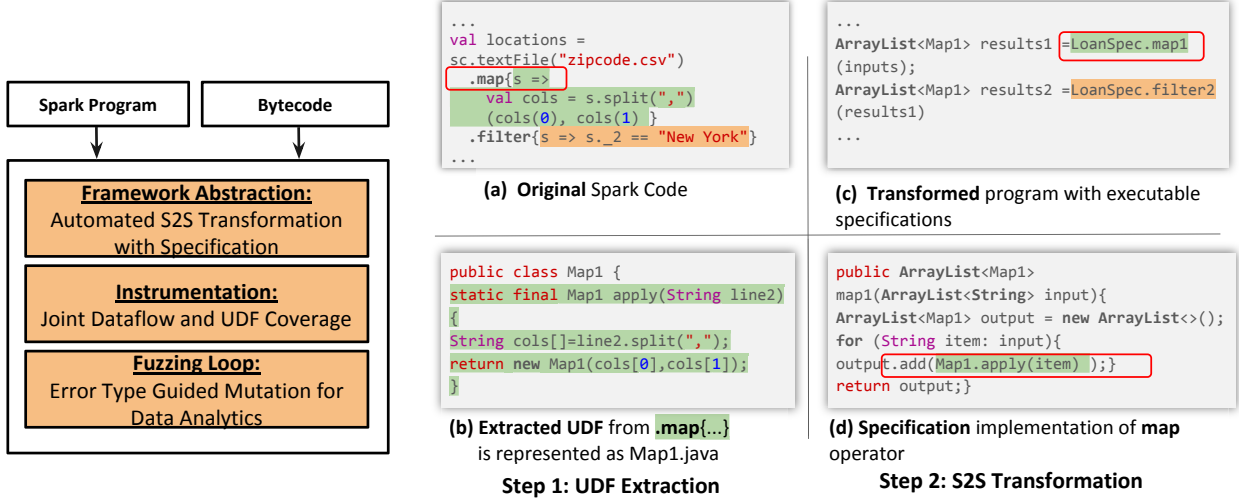 Spark Program
Bytecode
Framework Abstraction:
Automated S2S Transformation
with Specification
Instrumentation:
Joint Dataflow and UDF Coverage
Fuzzing Loop:
Error Type Guided Mutation for
Data Analytics
...
val locations =
sc.textFile("zipcode.csv")
.map{s =>
val cols = s.split(",")
(cols(0), cols(1) }
.filter{s => s._2 == "New York"}
...
(a) Original Spark Code
...
ArrayList<Map1> results1 =LoanSpec.map1
(inputs);
ArrayList<Map1> results2 =LoanSpec.filter2
(results1)
...
(c) Transformed program with executable
specifications
public class Map1 {
static final Map1 apply(String line2)
{
String cols[]=line2.split(",");
return new Map1(cols[0],cols[1]);
}
(b) Extracted UDF from .map{...}
is represented as Map1.java
Step 1: UDF Extraction
public ArrayList<Map1>
map1(ArrayList<String> input){
ArrayList<Map1> output = new ArrayList<>();
for (String item: input){
output.add(Map1.apply(item) );}
return output;}
(d) Specification implementation of map
operator
Step 2: S2S Transformation